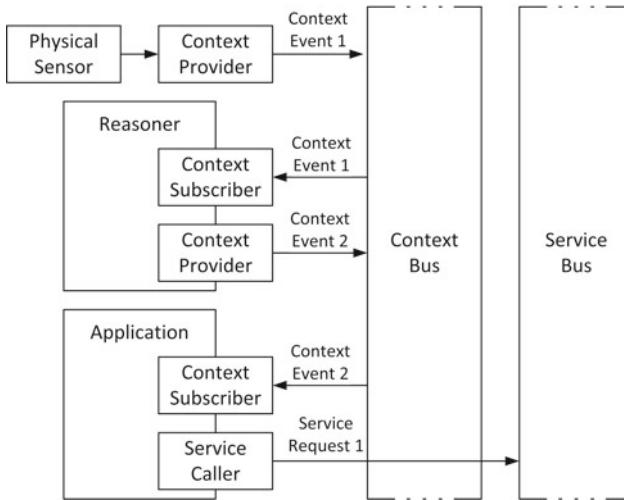 Physical
Sensor
Context
Provider
Context
Event 1
Reasoner
Context
Subscriber
Context
Event 1
Context
Provider
Context
Event 2
Context
Bus
Service
Bus
Application
Context
Subscriber
Context
Event 2
Service
Caller
Service
Request 1